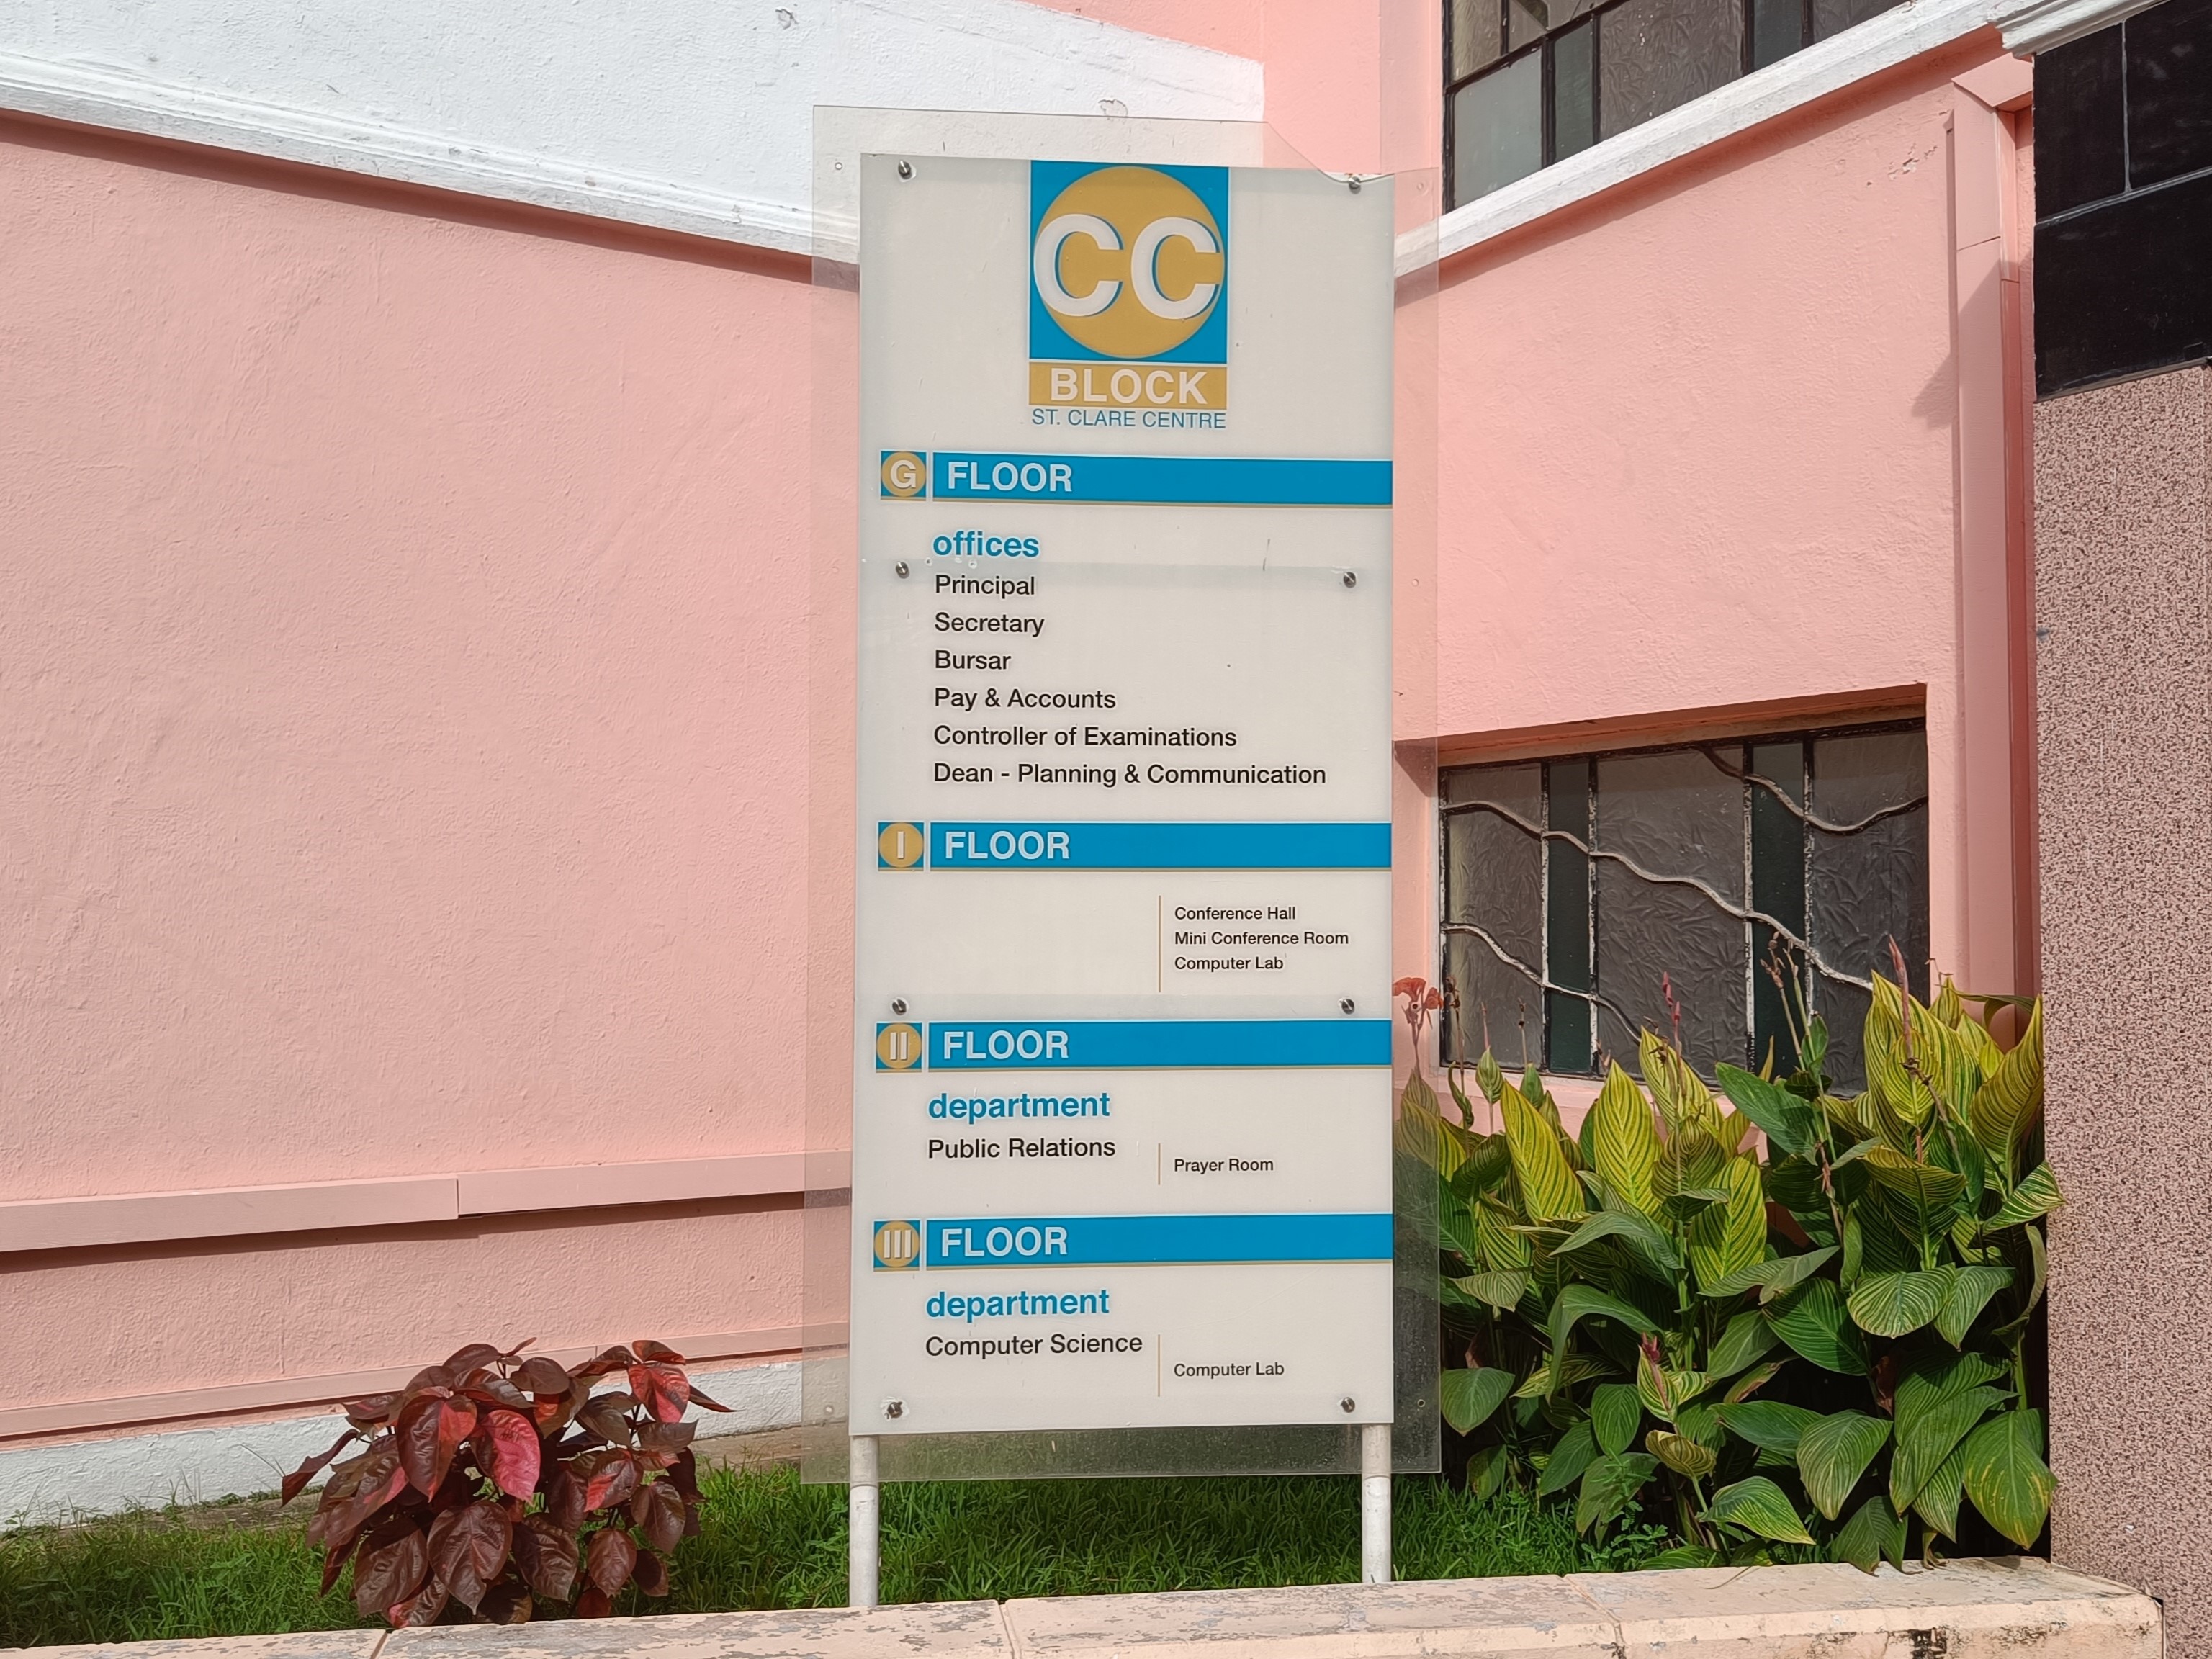 CC
BLOCK
ST. CLARE CENTRE
G FLOOR
offices
Principal
Secretary
Bursar
Pay & Accounts
Controller of Examinations
Dean - Planning & Communication
I FLOOR
Conference Hall
Mini Conference Room
Computer Lab
II FLOOR
department
Public Relations
Prayer Room
III FLOOR
department
Computer Science
Computer Lab